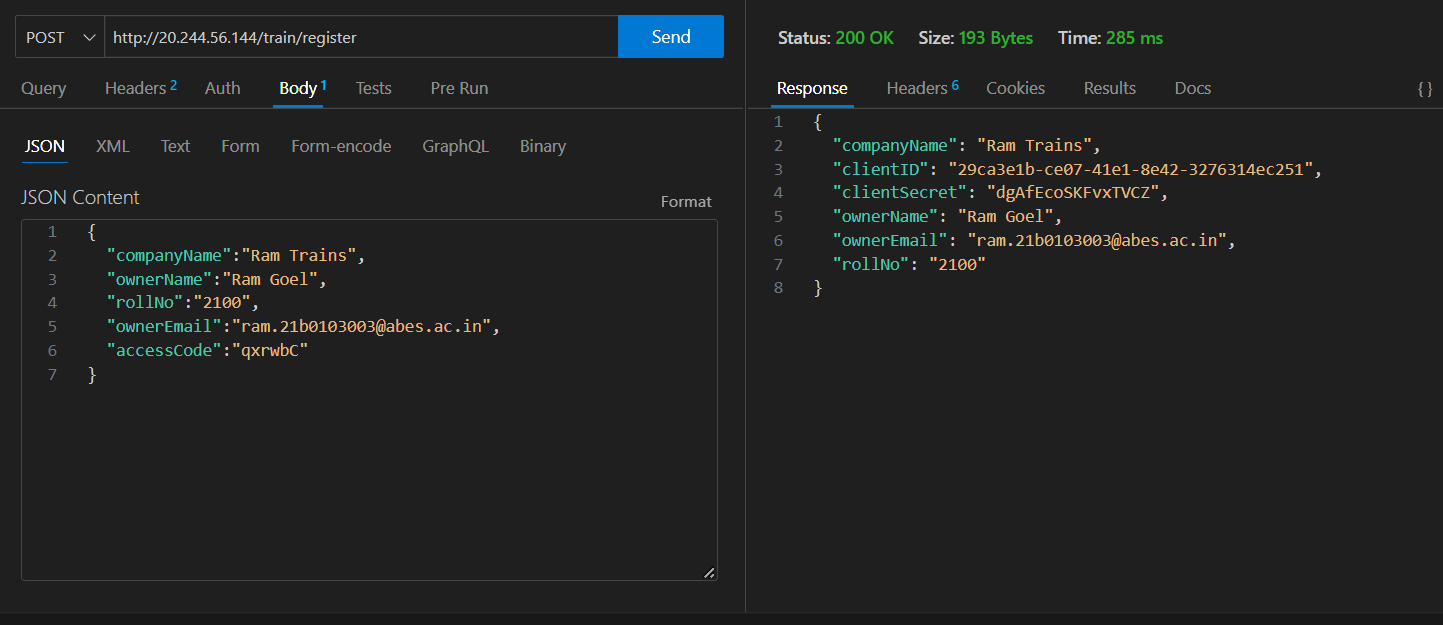 POST http://20.244.56.144/train/register Send
Query Headers 2 Auth Body 1 Tests Pre Run
JSON XML Text Form Form-encode GraphQL Binary
JSON Content Format
1 {
2 "companyName":"Ram Trains",
3 "ownerName":"Ram Goel",
4 "rollNo":"2100",
5 "ownerEmail":"ram.21b0103003@abes.ac.in",
6 "accessCode":"qxrwbC"
7 }
Status: 200 OK Size: 193 Bytes Time: 285 ms
Response Headers 6 Cookies Results Docs {}
1 {
2 "companyName": "Ram Trains",
3 "clientID": "29ca3e1b-ce07-41e1-8e42-3276314ec251",
4 "clientSecret": "dgAfEcoSKFvxTVCZ",
5 "ownerName": "Ram Goel",
6 "ownerEmail": "ram.21b0103003@abes.ac.in",
7 "rollNo": "2100"
8 }